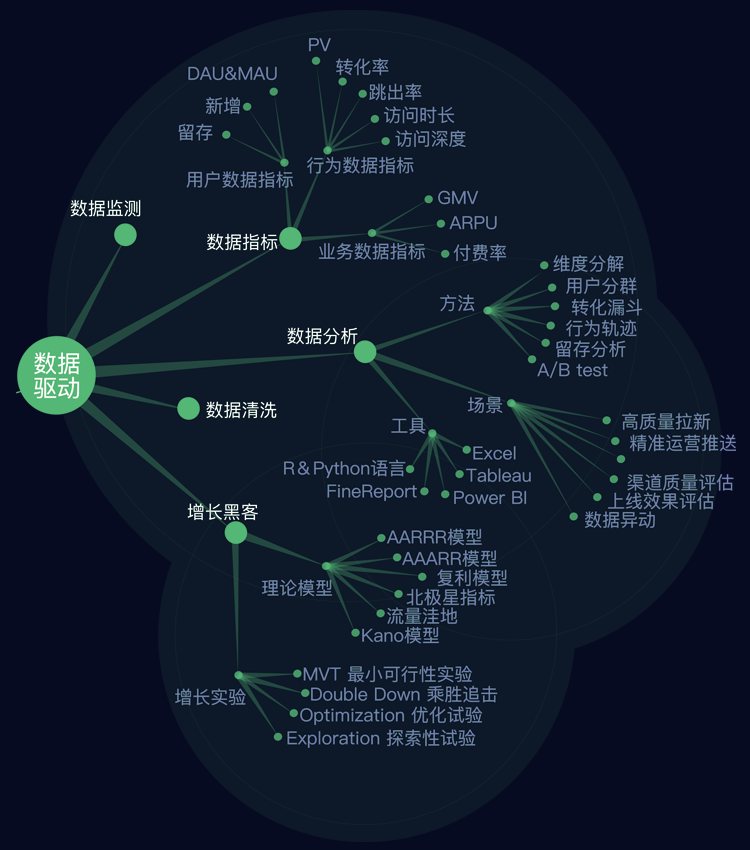 PV
转化率
DAU&MAU
跳出率
新增
访问时长
留存
访问深度
用户数据指标
行为数据指标
数据监测
GMV
ARPU
数据指标
业务数据指标
付费率
维度分解
用户分群
方法
转化漏斗
行为轨迹
数据分析
留存分析
A/B test
数据
驱动
数据清洗
场景
高质量拉新
工具
精准运营推送
Excel
R&Python语言
Tableau
渠道质量评估
FineReport
Power BI
上线效果评估
数据异动
增长黑客
AARRR模型
AAARR模型
复利模型
理论模型
北极星指标
流量洼地
Kano模型
MVT 最小可行性实验
增长实验
Double Down 乘胜追击
Optimization 优化试验
Exploration 探索性试验